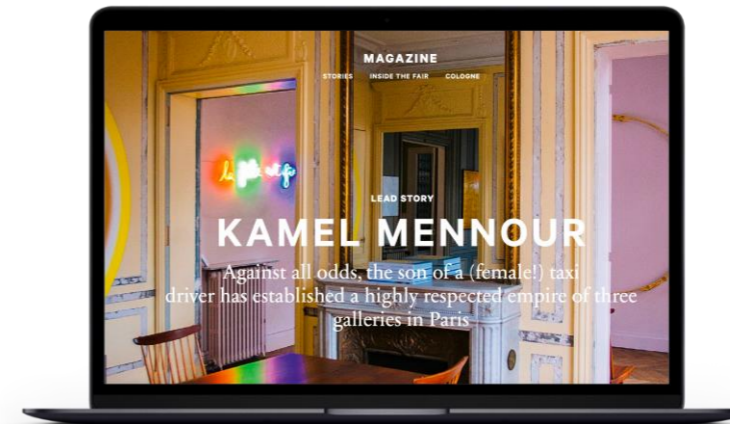 MAGAZINE
STORIES INSIDE THE FAIR COLOGNE
LEAD STORY
KAMEL MENNOUR
Against all odds, the son of a (female!) taxi
driver has established a highly respected empire of three
galleries in Paris